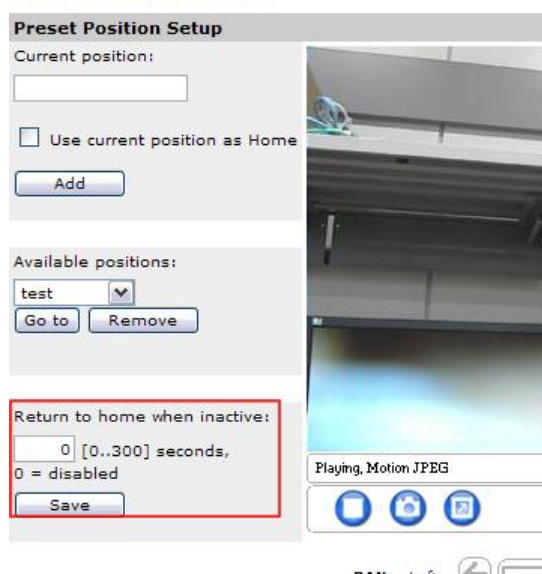 Preset Position Setup
Current position:
Use current position as Home
Add
Available positions:
test
Go to Remove
Return to home when inactive:
0 [0..300] seconds,
0 = disabled
Save
Playing, Motion JPEG